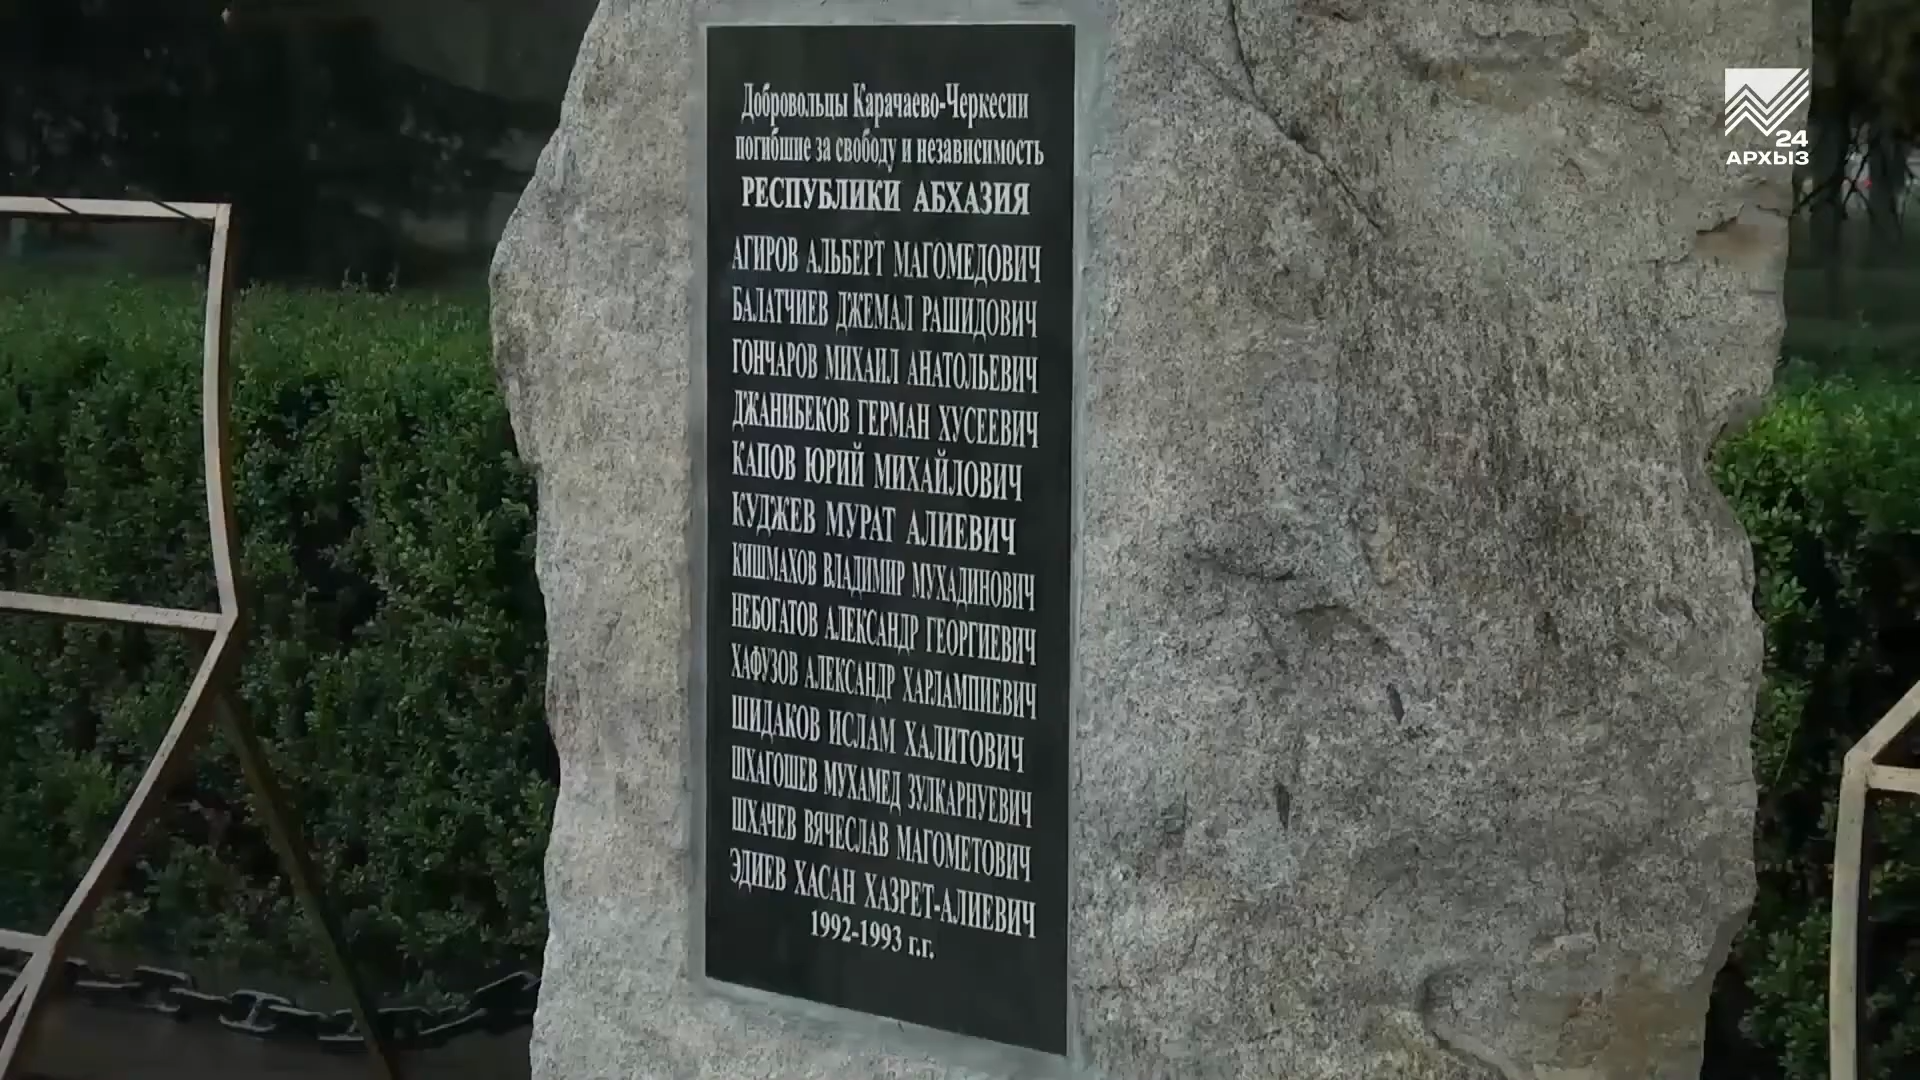 Добровольцы Карачаево-Черкесии
погибшие за свободу и независимость
РЕСПУБЛИКИ АБХАЗИЯ
АГИРОВ АЛЬБЕРТ МАГОМЕДОВИЧ
БАЛАТЧИЕВ ДЖЕМАЛ РАШИДОВИЧ
ГОНЧАРОВ МИХАИЛ АНАТОЛЬЕВИЧ
ДЖАНИБЕКОВ ГЕРМАН ХУСЕЕВИЧ
КАПОВ ЮРИЙ МИХАЙЛОВИЧ
КУДЖЕВ МУРАТ АЛИЕВИЧ
КИШМАХОВ ВЛАДИМИР МУХАДИНОВИЧ
НЕБОГАТОВ АЛЕКСАНДР ГЕОРГИЕВИЧ
ХАФУЗОВ АЛЕКСАНДР ХАРЛАМПИЕВИЧ
ШИДАКОВ ИСЛАМ ХАЛИТОВИЧ
ШХАГОШЕВ МУХАМЕД ЗУЛКАРНУЕВИЧ
ШХАЧЕВ ВЯЧЕСЛАВ МАГОМЕТОВИЧ
ЭДИЕВ ХАСАН ХАЗРЕТ-АЛИЕВИЧ
1992-1993 г.г.
24
АРХЫЗ